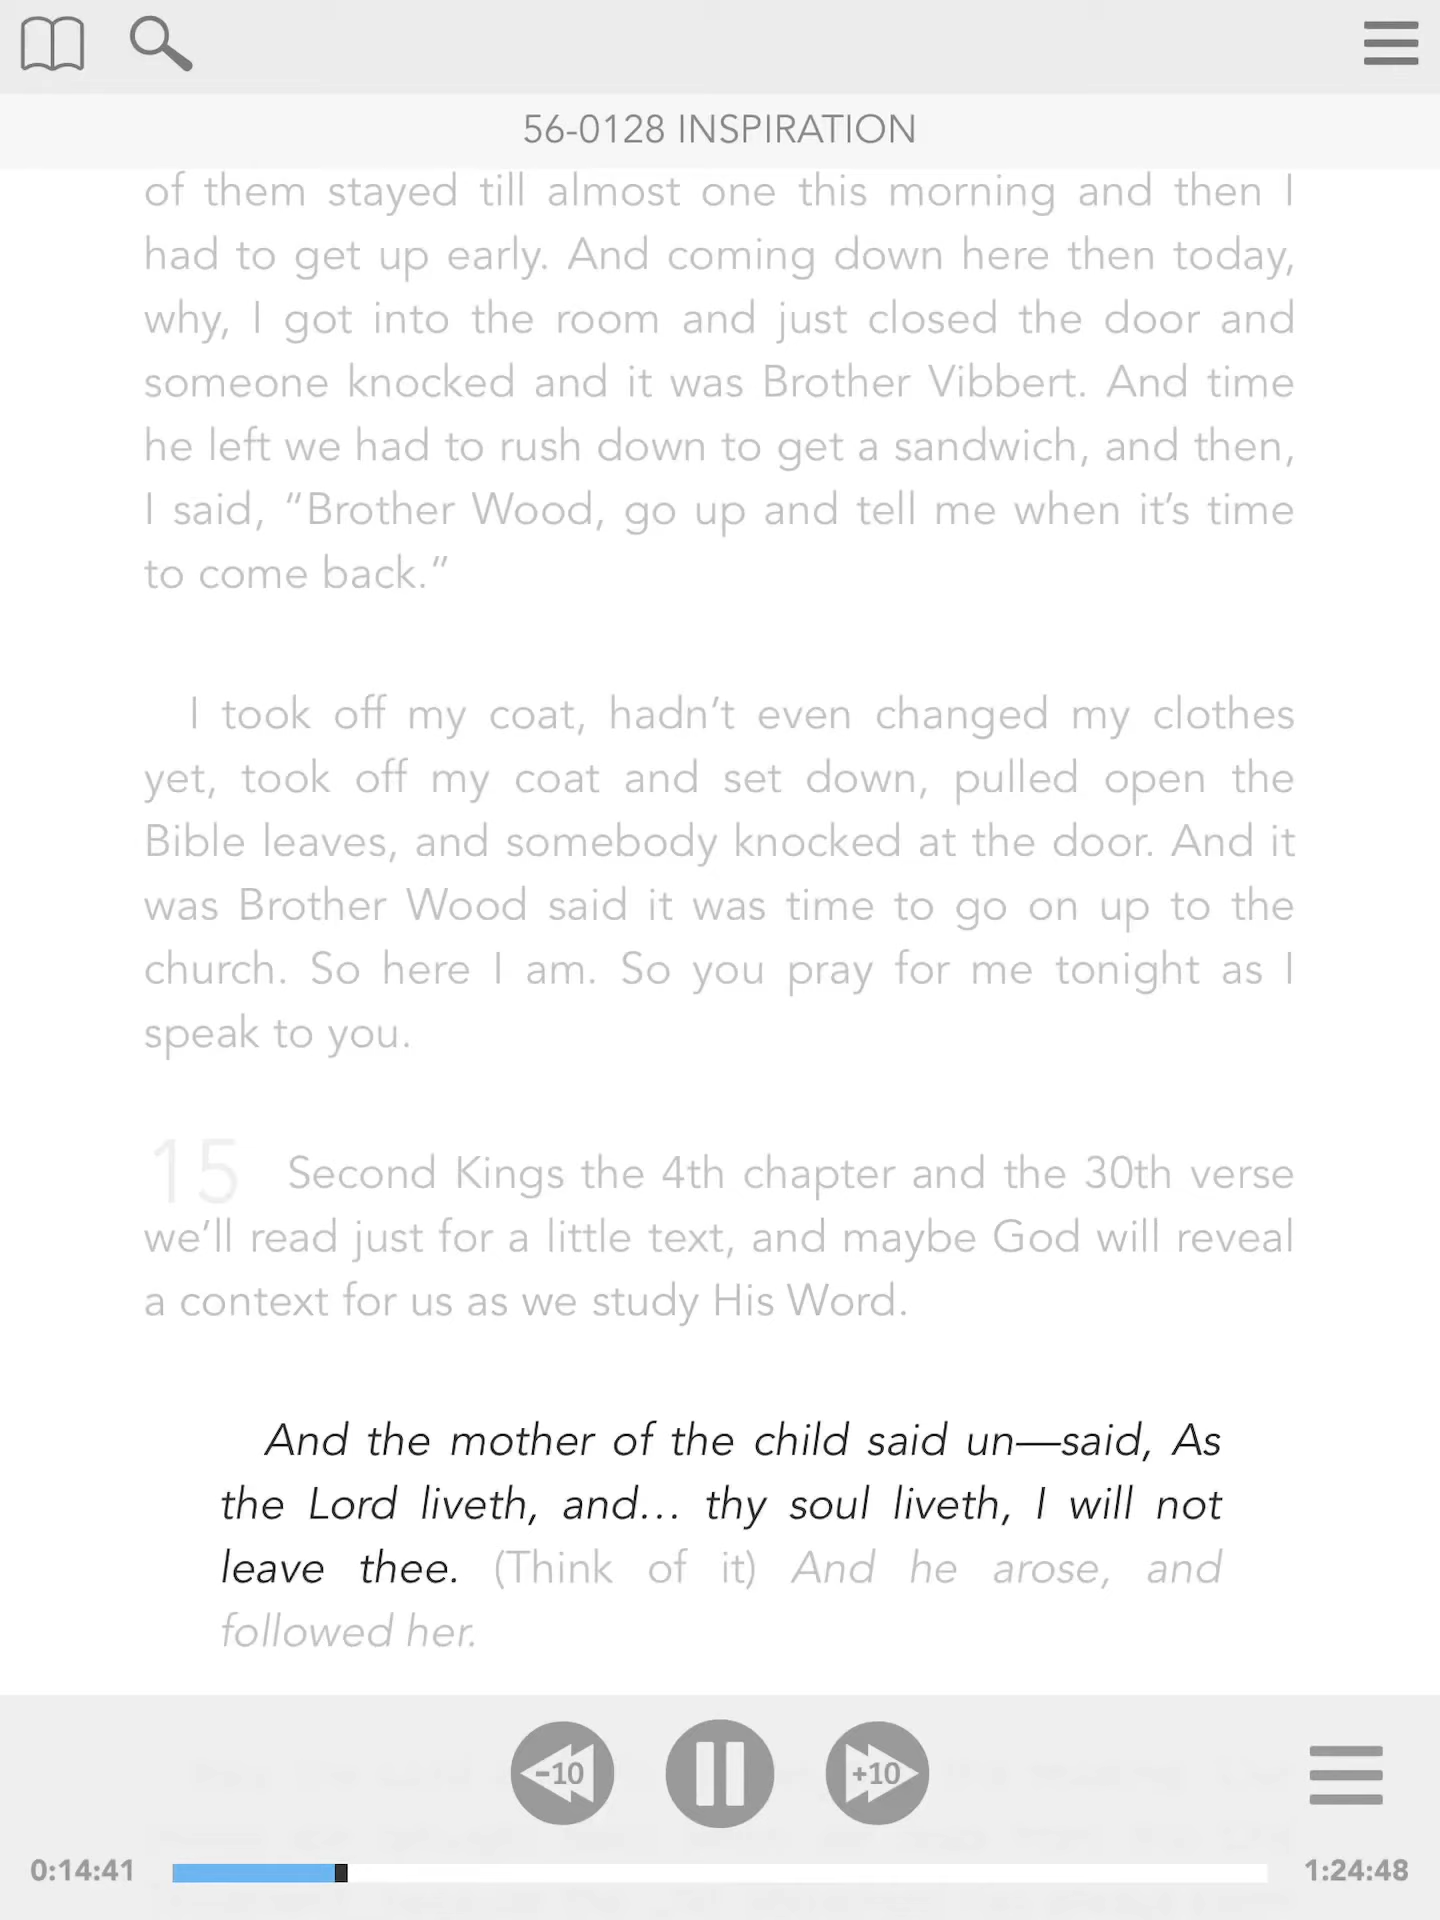 56-0128 INSPIRATION
of them stayed till almost one this morning and then I
had to get up early. And coming down here then today,
why, I got into the room and just closed the door and
someone knocked and it was Brother Vibbert. And time
he left we had to rush down to get a sandwich, and then,
I said, “Brother Wood, go up and tell me when it’s time
to come back.”
I took off my coat, hadn’t even changed my clothes
yet, took off my coat and set down, pulled open the
Bible leaves, and somebody knocked at the door. And it
was Brother Wood said it was time to go on up to the
church. So here I am. So you pray for me tonight as I
speak to you.
15 Second Kings the 4th chapter and the 30th verse
we’ll read just for a little text, and maybe God will reveal
a context for us as we study His Word.
And the mother of the child said un—said, As
the Lord liveth, and… thy soul liveth, I will not
leave thee. (Think of it) And he arose, and
followed her.
-10 +10
0:14:41 1:24:48